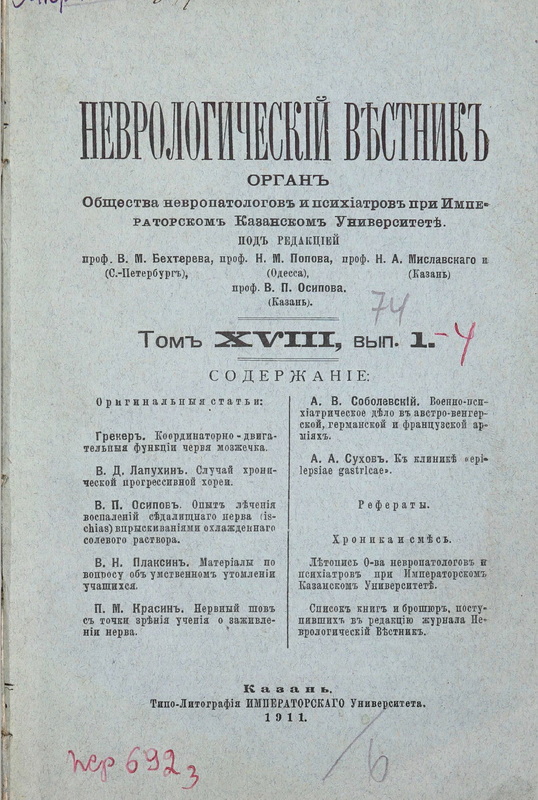 НЕВРОЛОГИЧЕСКІЙ ВѢСТНИКЪ
ОРГАНЪ
Общества невропатологовъ и психіатровъ при Импе-
раторскомъ Казанскомъ Университетѣ.
ПОДЪ РЕДАКЦІЕЙ
проф. В. М. Бехтерева, проф. Н. М. Попова, проф. Н. А. Миславскаго и
(С.-Петербургъ), (Одесса), (Казань)
проф. В. П. Осипова.
(Казань).
74
Томъ XVIII, вып. 1.-4
СОДЕРЖАНІЕ:
Оригинальныя статьи:
Грекеръ. Координаторно-двига-
тельныя функціи червя мозжечка.
В. Д. Лапухинъ. Случай хрони-
ческой прогрессивной хореи.
В. П. Осиповъ. Опытъ лѣченія
воспаленій сѣдалищнаго нерва (is-
chias) впрыскиваніями охлажденнаго
солевого раствора.
В. Н. Плаксинъ. Матеріалы по
вопросу объ умственномъ утомленіи
учащихся.
П. М. Красинъ. Нервный шовъ
съ точки зрѣнія ученія о заживле-
ніи нерва.
А. В. Соболевскій. Военно-пси-
хіатрическое дѣло въ австро-венгер-
ской, германской и французской ар-
міяхъ.
А. А. Суховъ. Къ клиникѣ «epi-
lepsiae gastricae».
Рефераты.
Хроника и смѣсь.
Лѣтопись О-ва невропатологовъ и
психіатровъ при Императорскомъ
Казанскомъ Университетѣ.
Списокъ книгъ и брошюръ, посту-
пившихъ въ редакцію журнала Не-
врологическій Вѣстникъ.
Казань.
Типо-Литографія ИМПЕРАТОРСКАГО Университета.
1911.
692
3
6